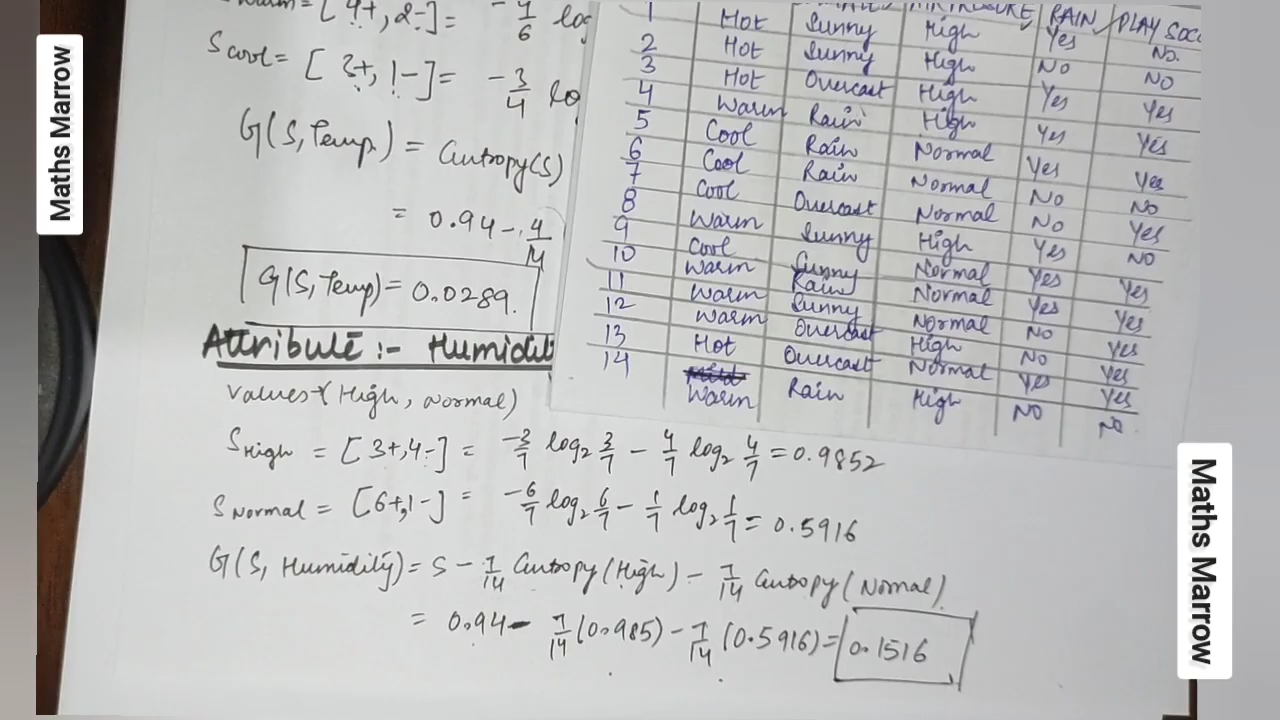 Maths Marrow
= [4+, 2-] = -4/6 log
S cool = [3+, 1-] = -3/4 lo
G(S, Temp.) = Entropy(S)
= 0.94 - 4/14
G(S, Temp) = 0.0289.
Attribute :- Humidit
Values (High, Normal)
S High = [3+, 4-] = -3/7 log2 3/7 - 4/7 log2 4/7 = 0.9852
S Normal = [6+, 1-] = -6/7 log2 6/7 - 1/7 log2 1/7 = 0.5916
G(S, Humidity) = S - 7/14 Entropy(High) - 7/14 Entropy(Normal)
= 0.94 - 7/14 (0.985) - 7/14 (0.5916) = 0.1516
RAIN PLAY SOCC
1 Hot Sunny High Yes No.
2 Hot Sunny High No No
3 Hot Overcast High Yes Yes
4 Warm Rain High Yes Yes
5 Cool Rain Normal Yes Yes
6 Cool Rain Normal No No
7 Cool Overcast Normal No Yes
8 Warm Sunny High Yes No
9 Cool Sunny Normal Yes Yes
10 Warm Rain Normal Yes Yes
11 Warm Sunny Normal No Yes
12 Warm Overcast High No Yes
13 Hot Overcast Normal Yes Yes
14 Warm Rain High No No.
Maths Marrow